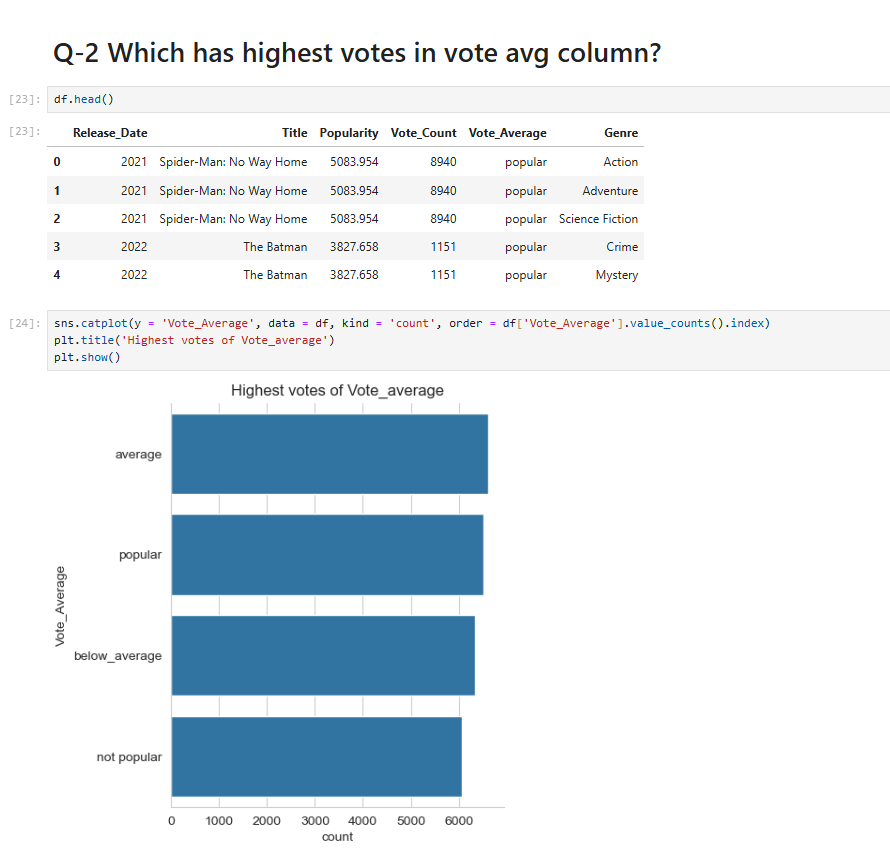 Q-2 Which has highest votes in vote avg column?
[23]: df.head()
[23]: Release_Date Title Popularity Vote_Count Vote_Average Genre
0 2021 Spider-Man: No Way Home 5083.954 8940 popular Action
1 2021 Spider-Man: No Way Home 5083.954 8940 popular Adventure
2 2021 Spider-Man: No Way Home 5083.954 8940 popular Science Fiction
3 2022 The Batman 3827.658 1151 popular Crime
4 2022 The Batman 3827.658 1151 popular Mystery
[24]: sns.catplot(y = 'Vote_Average', data = df, kind = 'count', order = df['Vote_Average'].value_counts().index)
plt.title('Highest votes of Vote_average')
plt.show()
Highest votes of Vote_average
average
popular
Vote_Average
below_average
not popular
0 1000 2000 3000 4000 5000 6000
count